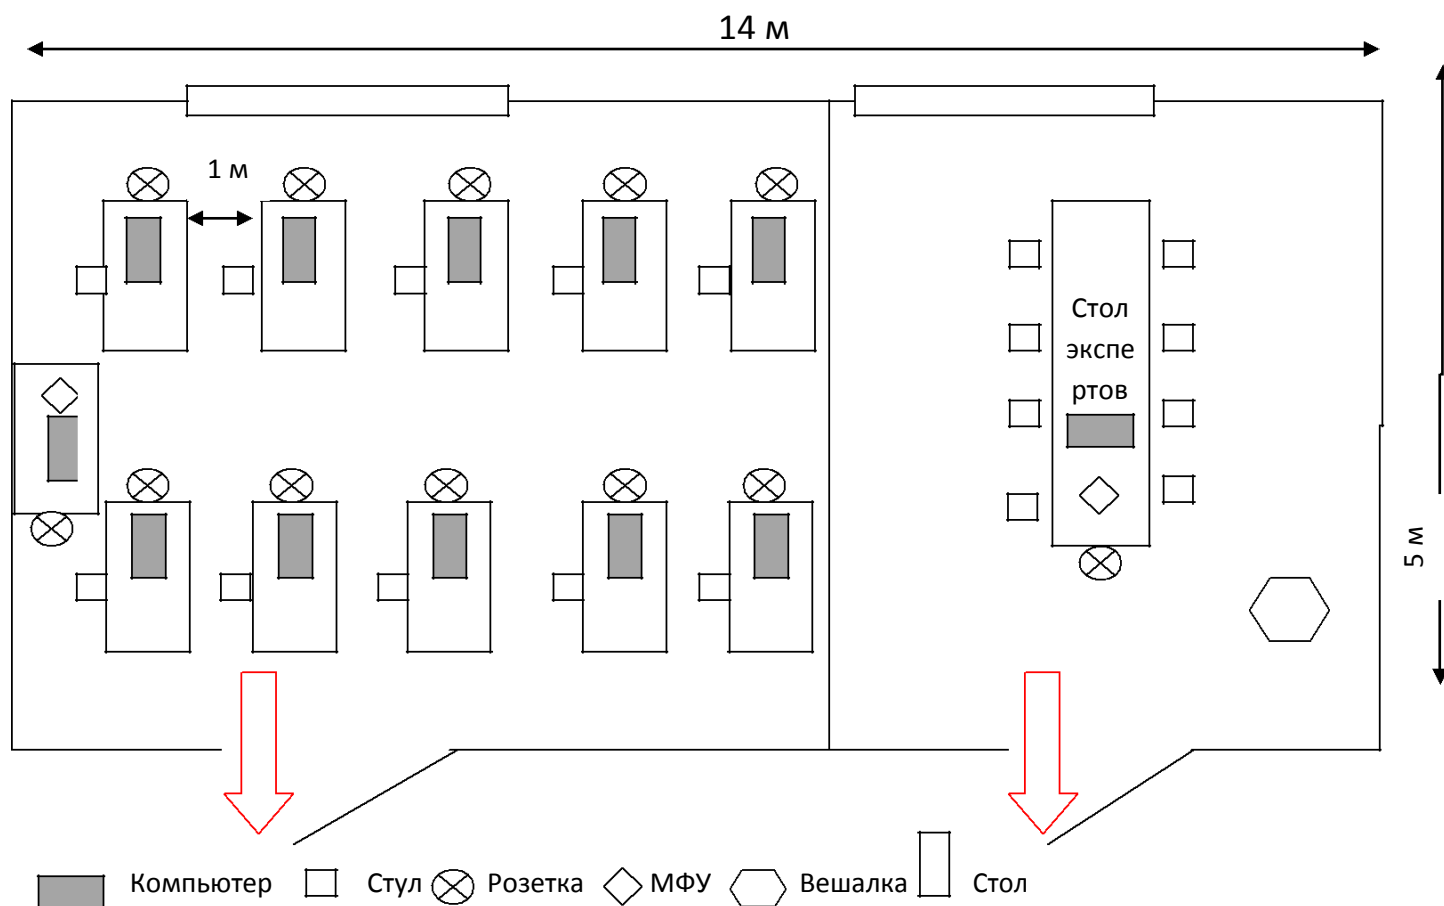 14 м
1 м
Стол
экспе
ртов
5 м
Компьютер
Стул
Розетка
МФУ
Вешалка
Стол